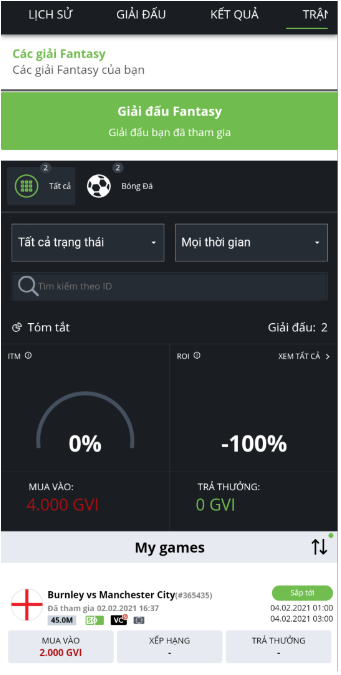 LỊCH SỬ GIẢI ĐẤU KẾT QUẢ TRẬN
Các giải Fantasy
Các giải Fantasy của bạn
Giải đấu Fantasy
Giải đấu bạn đã tham gia
2 2
Tất cả Bóng Đá
Tất cả trạng thái Mọi thời gian
Tìm kiếm theo ID
Tóm tắt Giải đấu: 2
ITM ROI XEM TẤT CẢ >
0% -100%
MUA VÀO: TRẢ THƯỞNG:
4.000 GVI 0 GVI
My games
Burnley vs Manchester City(#365435) Sắp tới
Đã tham gia 02.02.2021 16:37 04.02.2021 01:00
45.0M VC 04.02.2021 03:00
MUA VÀO XẾP HẠNG TRẢ THƯỞNG
2.000 GVI - -